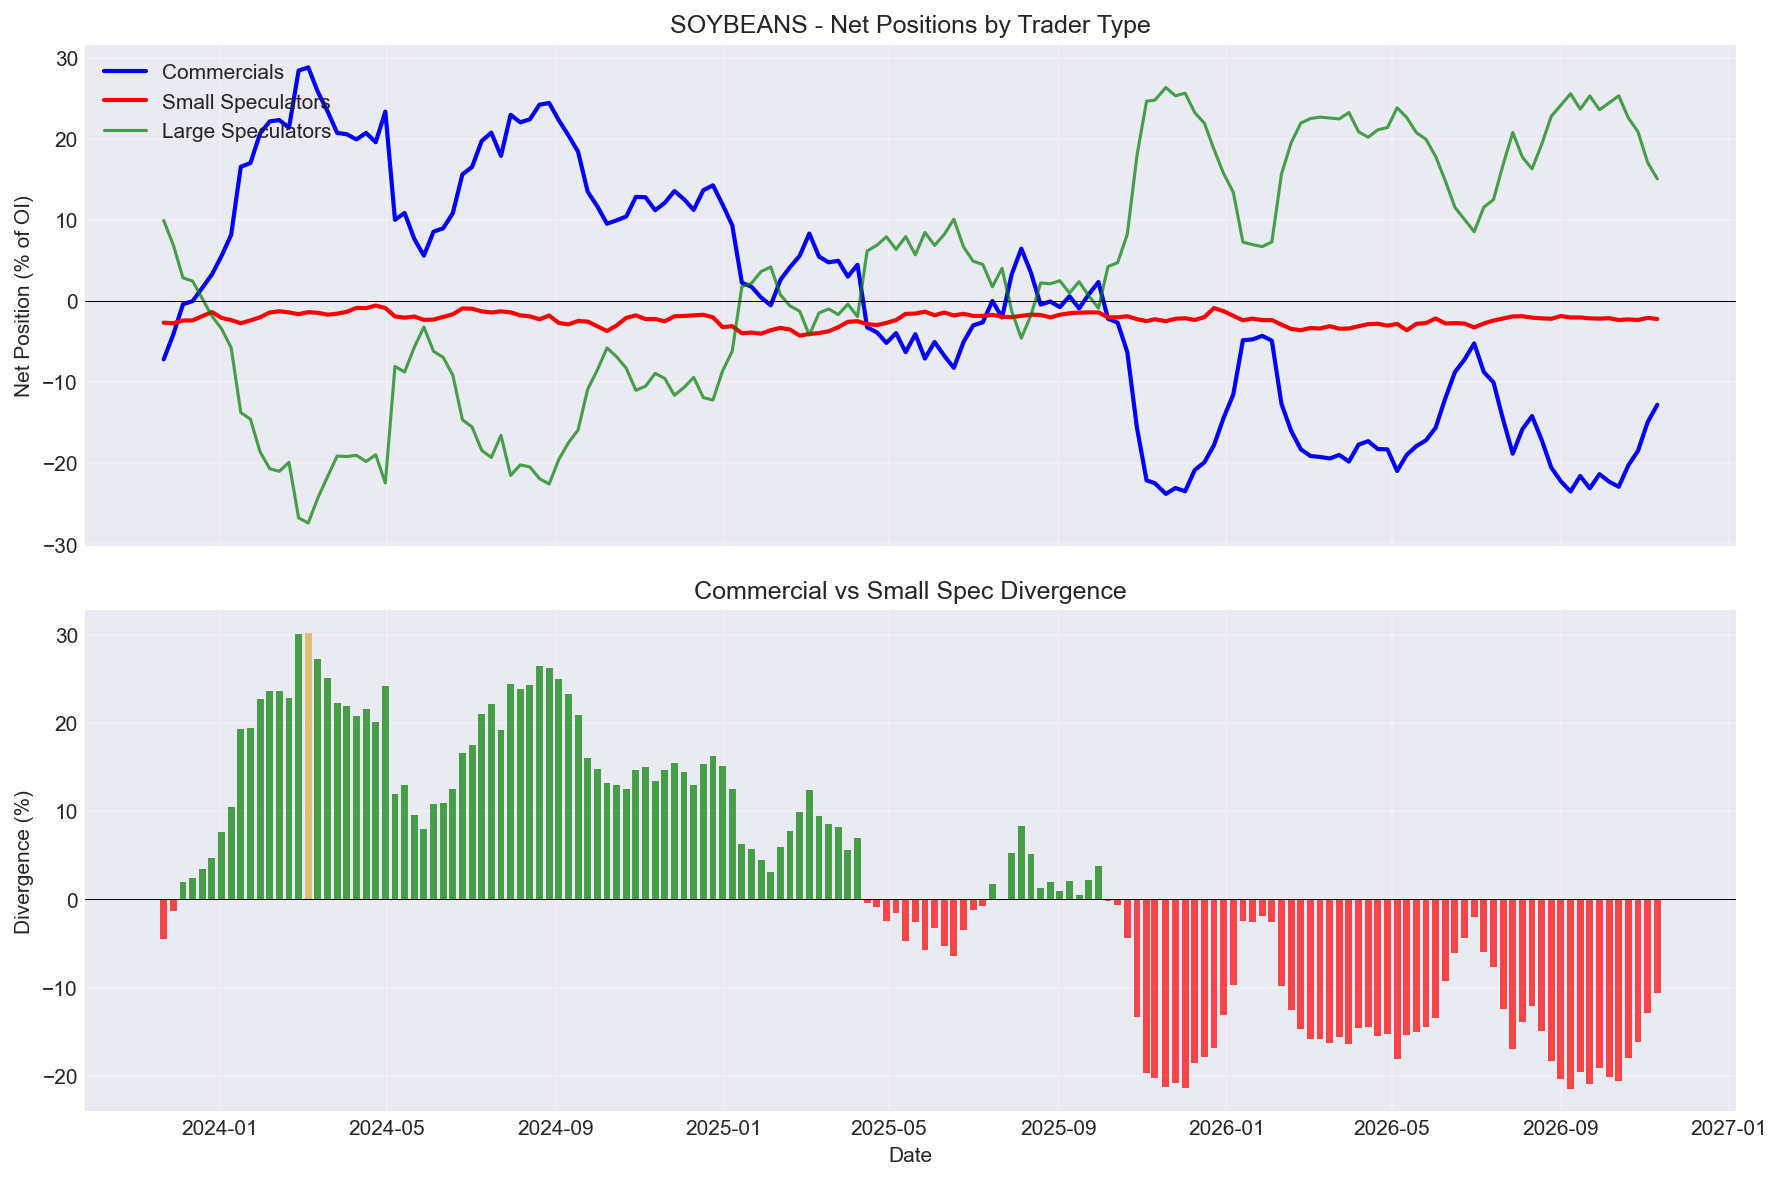 SOYBEANS - Net Positions by Trader Type
Net Position (% of OI)
30
20
10
0
−10
−20
−30
Commercials
Small Speculators
Large Speculators
Commercial vs Small Spec Divergence
Divergence (%)
30
20
10
0
−10
−20
2024-01
2024-05
2024-09
2025-01
2025-05
2025-09
2026-01
2026-05
2026-09
2027-01
Date